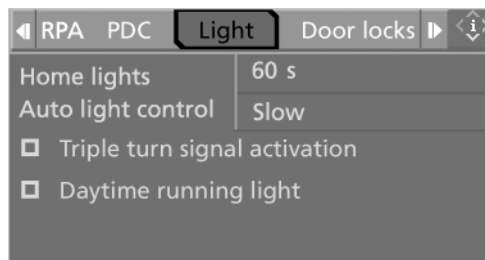 RPA PDC Light Door locks i
Home lights 60 s
Auto light control Slow
Triple turn signal activation
Daytime running light